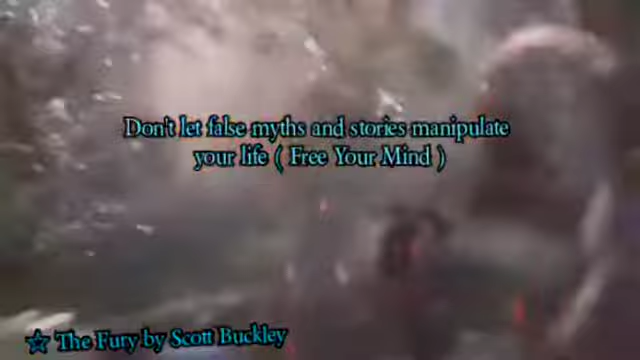 Don't let false myths and stories manipulate
your life ( Free Your Mind )
☆ The Fury by Scott Buckley